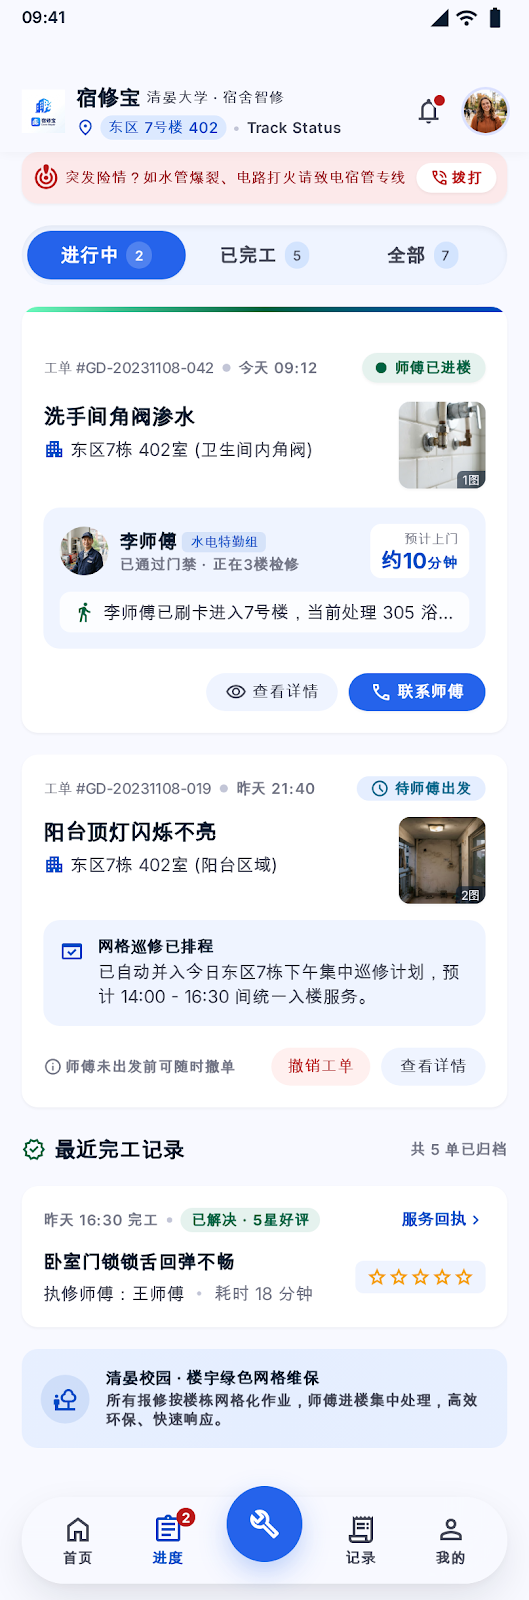 09:41
宿修宝 清晏大学 · 宿舍智修
东区 7号楼 402 • Track Status
突发险情？如水管爆裂、电路打火请致电宿管专线 拨打
进行中 2 已完工 5 全部 7
工单 #GD-20231108-042 • 今天 09:12 师傅已进楼
洗手间角阀渗水
东区7栋 402室 (卫生间内角阀)
1图
李师傅 水电特勤组 预计上门
已通过门禁 · 正在3楼检修 约10分钟
李师傅已刷卡进入7号楼，当前处理 305 浴...
查看详情 联系师傅
工单 #GD-20231108-019 • 昨天 21:40 待师傅出发
阳台顶灯闪烁不亮
东区7栋 402室 (阳台区域)
2图
网格巡修已排程
已自动并入今日东区7栋下午集中巡修计划，预
计 14:00 - 16:30 间统一入楼服务。
师傅未出发前可随时撤单 撤销工单 查看详情
最近完工记录 共 5 单已归档
昨天 16:30 完工 • 已解决 · 5星好评 服务回执
卧室门锁锁舌回弹不畅
执修师傅：王师傅 • 耗时 18 分钟
清晏校园 · 楼宇绿色网格维保
所有报修按楼栋网格化作业，师傅进楼集中处理，高效
环保、快速响应。
首页 进度 2 记录 我的